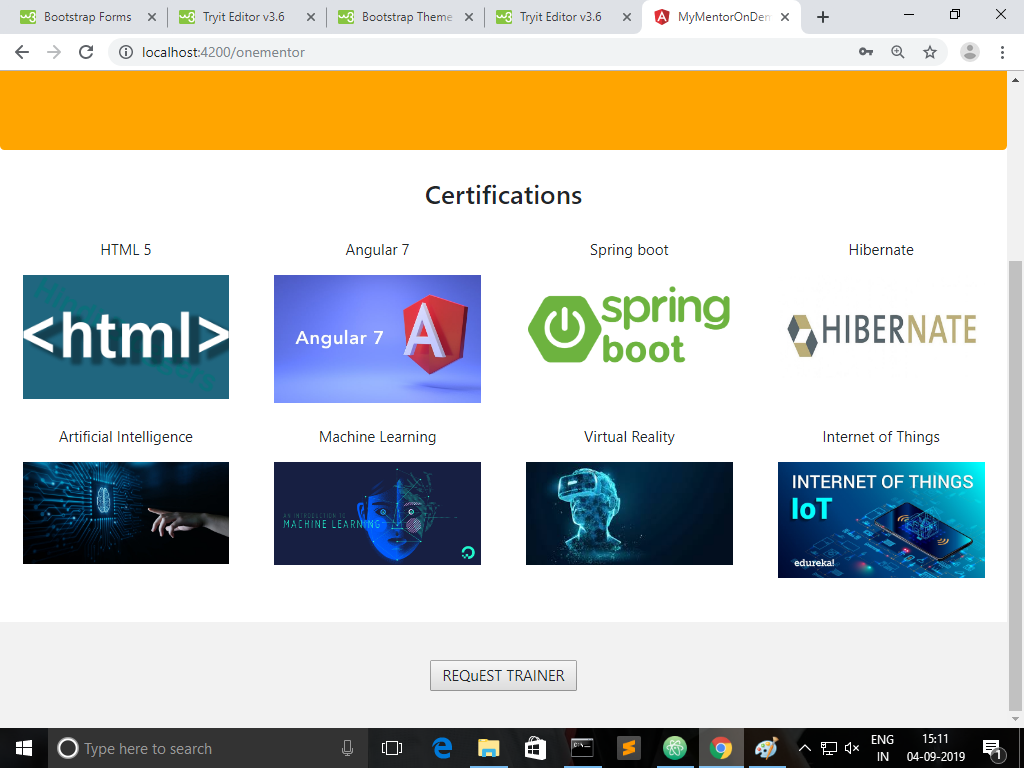 Bootstrap Forms
Tryit Editor v3.6
Bootstrap Theme
Tryit Editor v3.6
MyMentorOnDem
localhost:4200/onementor
Certifications
HTML 5
Angular 7
Spring boot
Hibernate
<html>
Angular 7
A
spring
boot
HIBERNATE
Artificial Intelligence
Machine Learning
Virtual Reality
Internet of Things
AN INTRODUCTION TO
MACHINE LEARNING
INTERNET OF THINGS
IoT
edureka!
REQuEST TRAINER
Type here to search
ENG
IN
15:11
04-09-2019
1